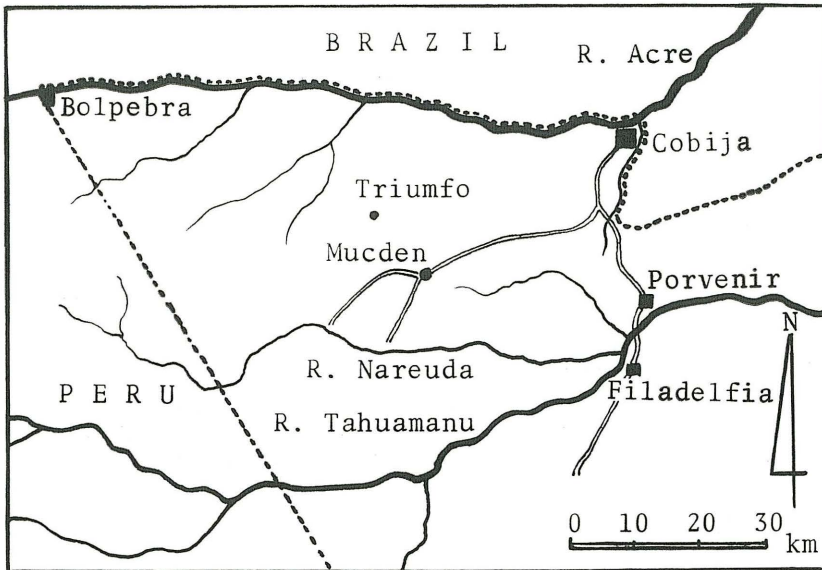 B R A Z I L
R. Acre
Bolpebra
Cobija
Triumfo
Mucden
Porvenir
N
R. Nareuda
P E R U
Filadelfia
R. Tahuamanu
0 10 20 30
km